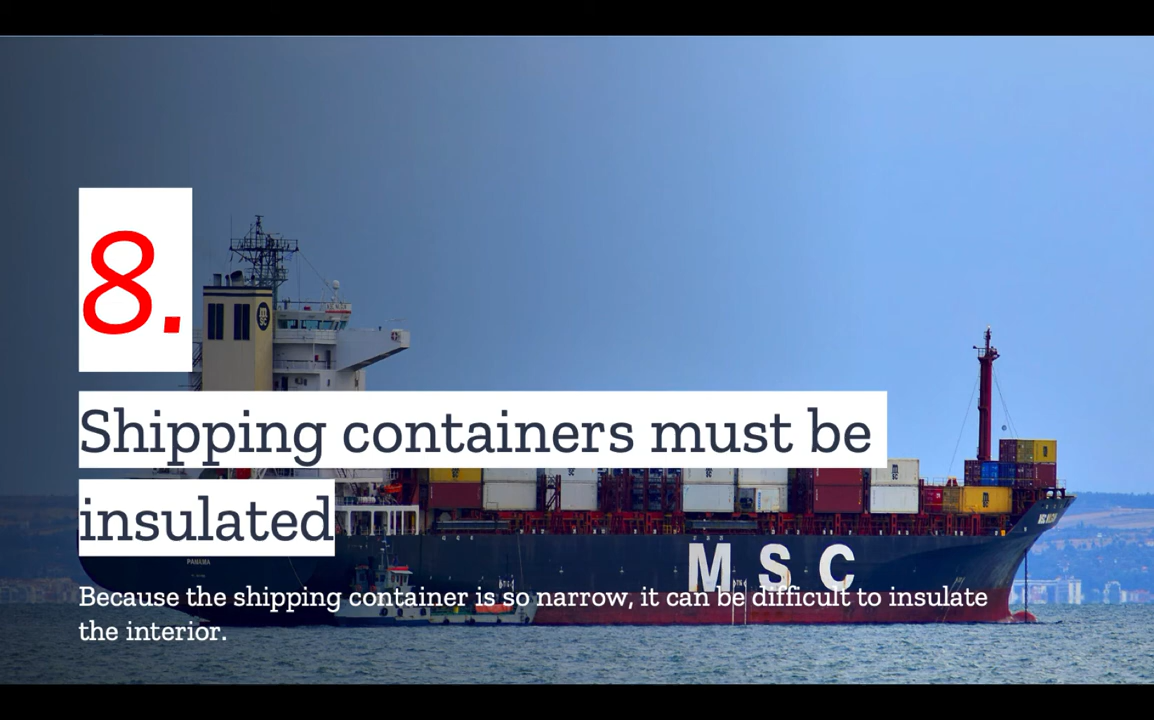 8.
Shipping containers must be
insulated
PANAMA
M S C
Because the shipping container is so narrow, it can be difficult to insulate
the interior.